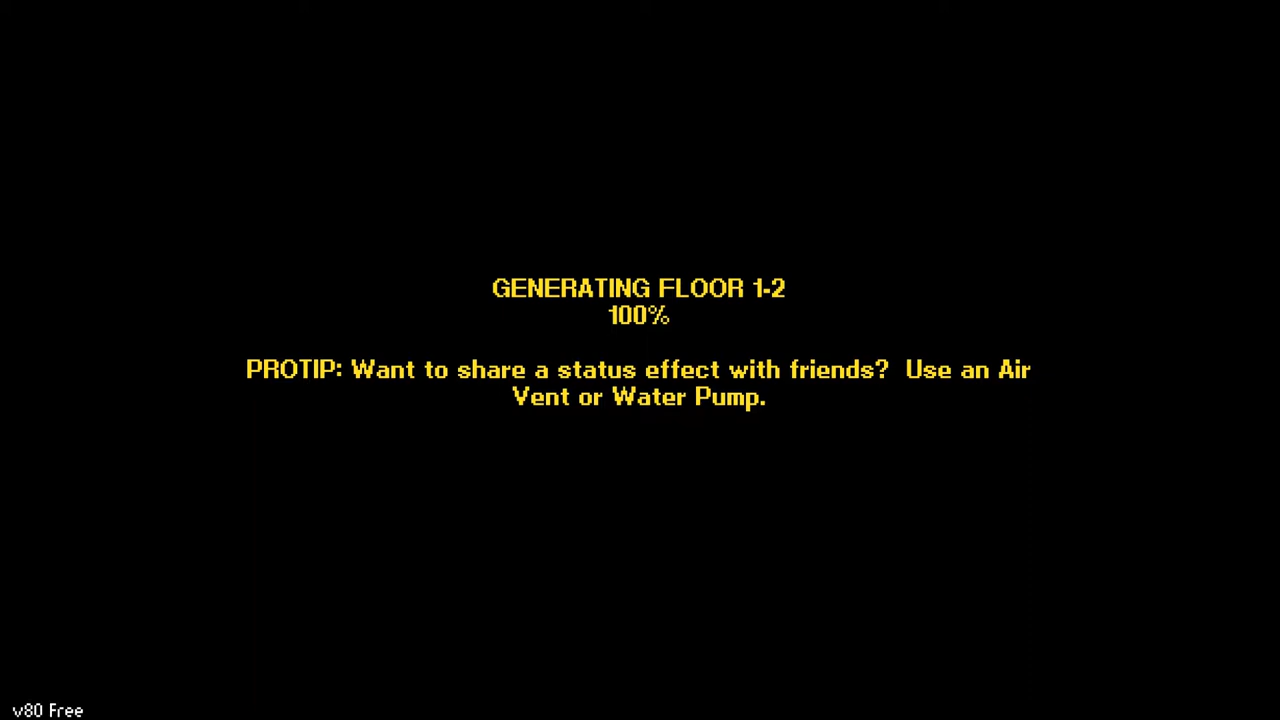 GENERATING FLOOR 1-2
100%
PROTIP: Want to share a status effect with friends?  Use an Air
Vent or Water Pump.
v80 Free